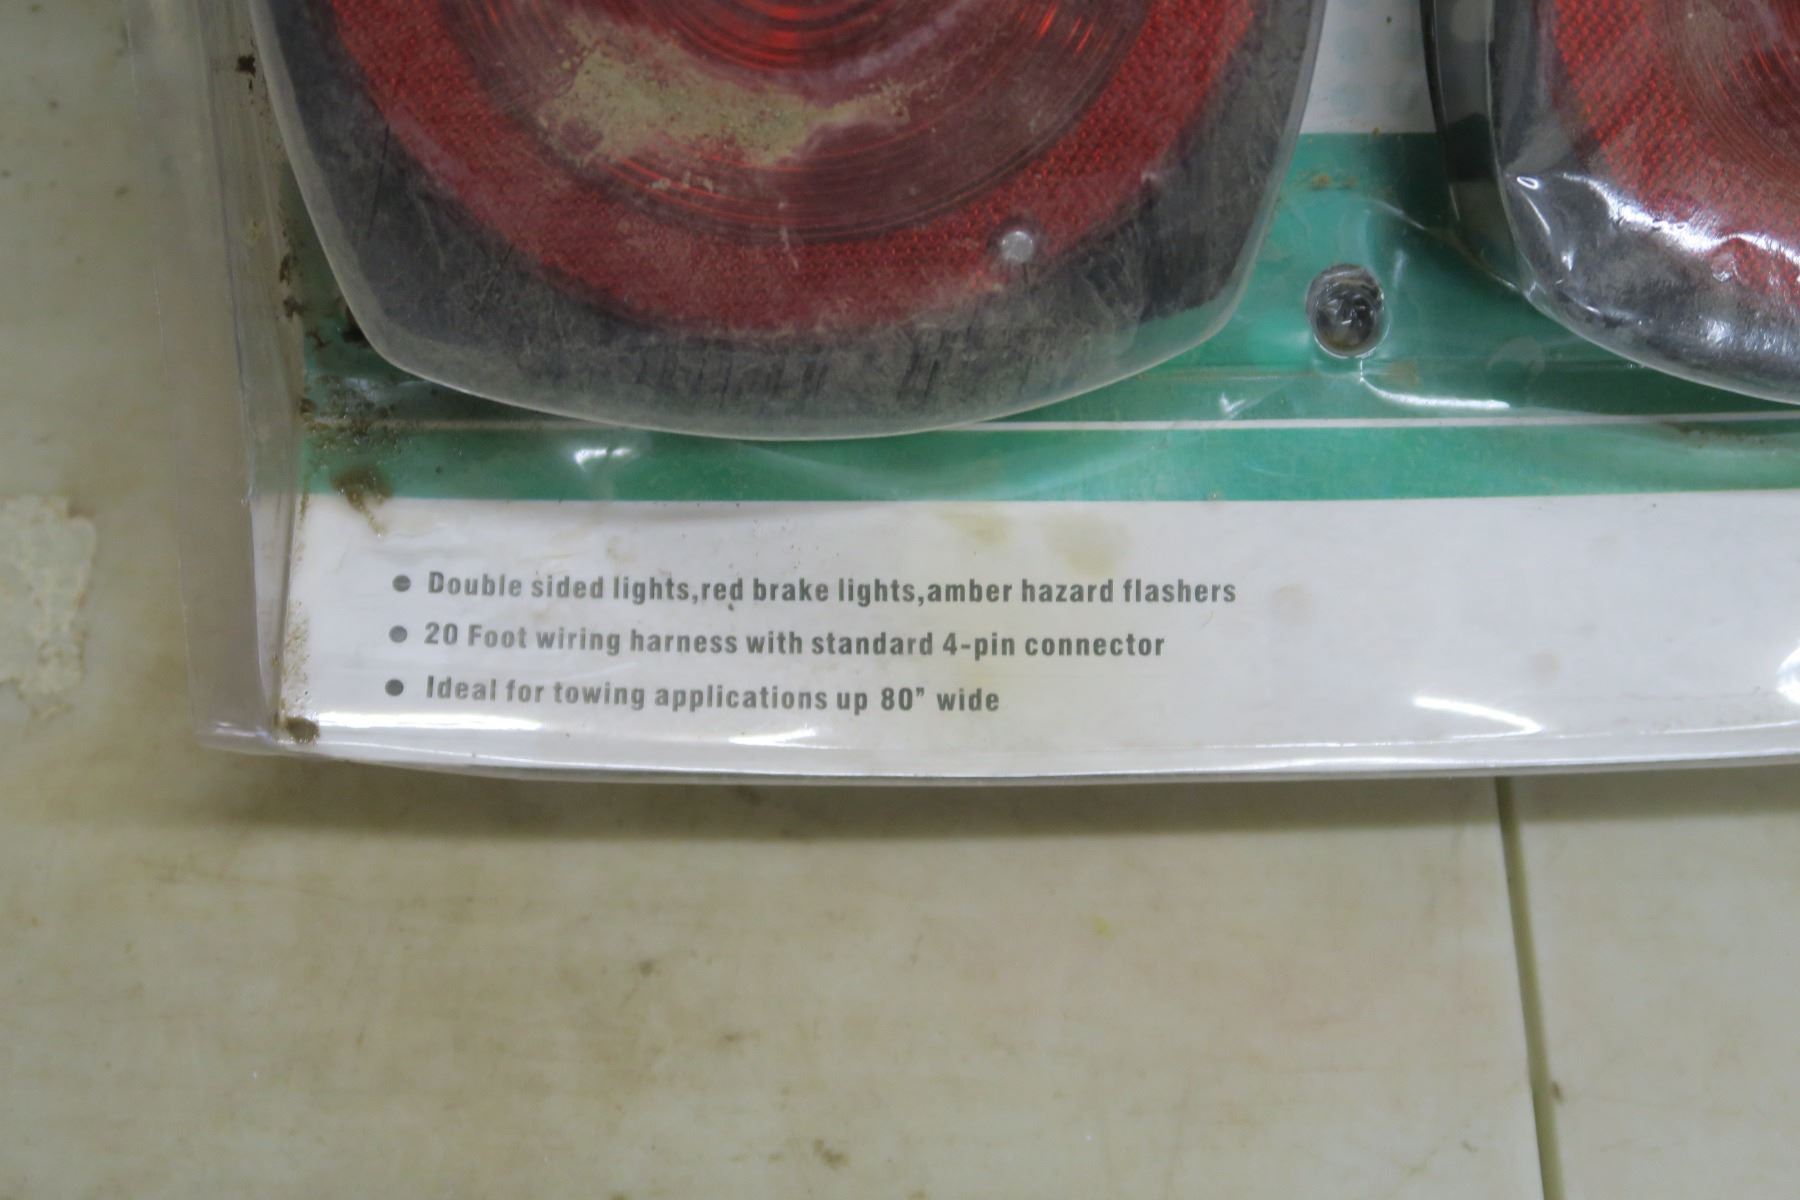 ● Double sided lights,red brake lights,amber hazard flashers
● 20 Foot wiring harness with standard 4-pin connector
● Ideal for towing applications up 80” wide